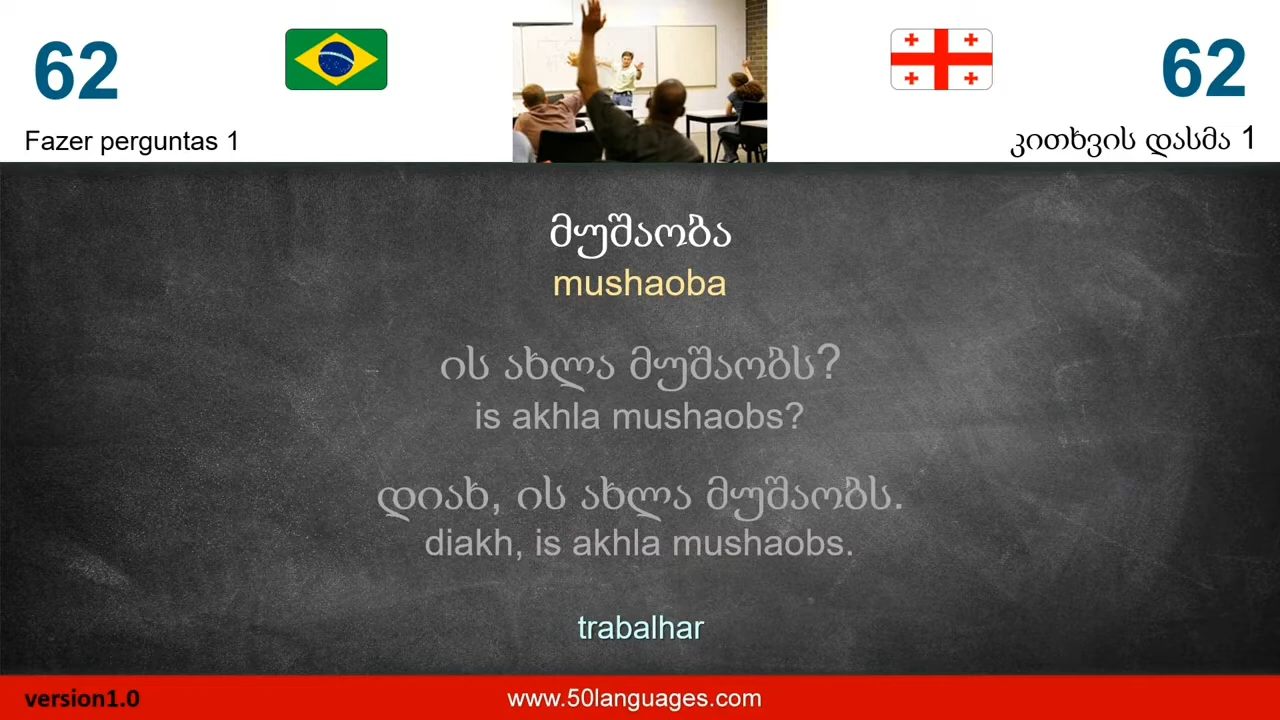 62
62
Fazer perguntas 1
კითხვის დასმა 1
მუშაობა
mushaoba
ის ახლა მუშაობს?
is akhla mushaobs?
დიახ, ის ახლა მუშაობს.
diakh, is akhla mushaobs.
trabalhar
version1.0
www.50languages.com